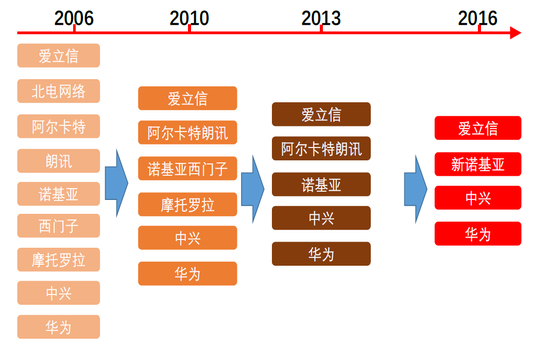 2006 2010 2013 2016
爱立信
北电网络
阿尔卡特
朗讯
诺基亚
西门子
摩托罗拉
中兴
华为
爱立信
阿尔卡特朗讯
诺基亚西门子
摩托罗拉
中兴
华为
爱立信
阿尔卡特朗讯
诺基亚
中兴
华为
爱立信
新诺基亚
中兴
华为